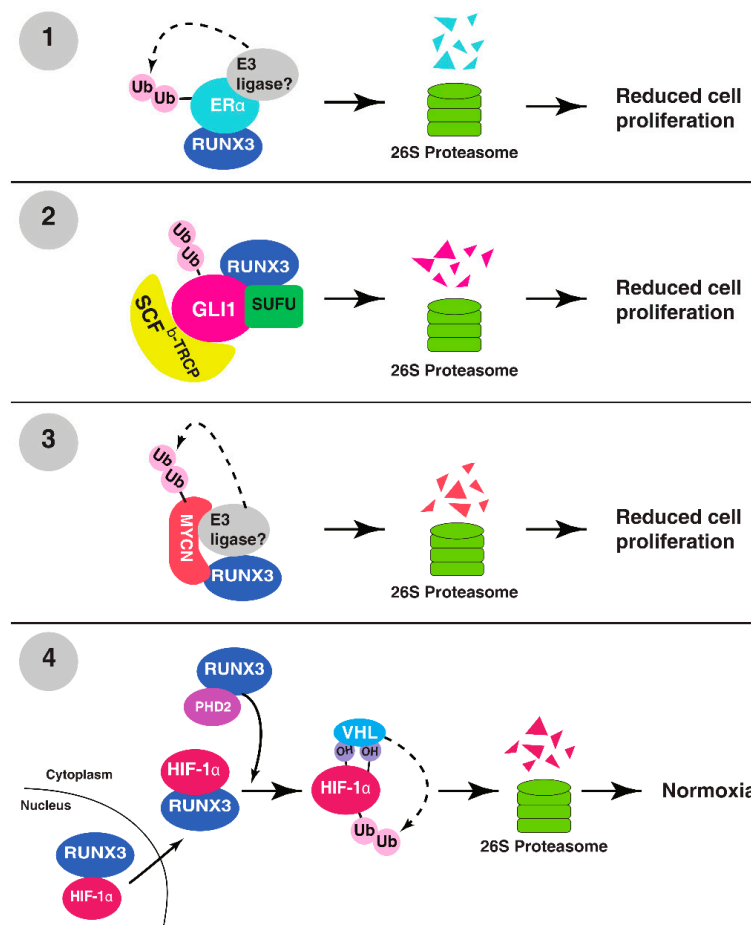 1
E3
ligase?
Ub
Ub
ERα
RUNX3
26S Proteasome
Reduced cell
proliferation
2
Ub
Ub
RUNX3
GLI1
SUFU
SCF b-TRCP
26S Proteasome
Reduced cell
proliferation
3
Ub
Ub
MYCN
E3
ligase?
RUNX3
26S Proteasome
Reduced cell
proliferation
4
RUNX3
PHD2
Cytoplasm
Nucleus
HIF-1α
RUNX3
RUNX3
HIF-1α
VHL
OH OH
HIF-1α
Ub
Ub
26S Proteasome
Normoxia